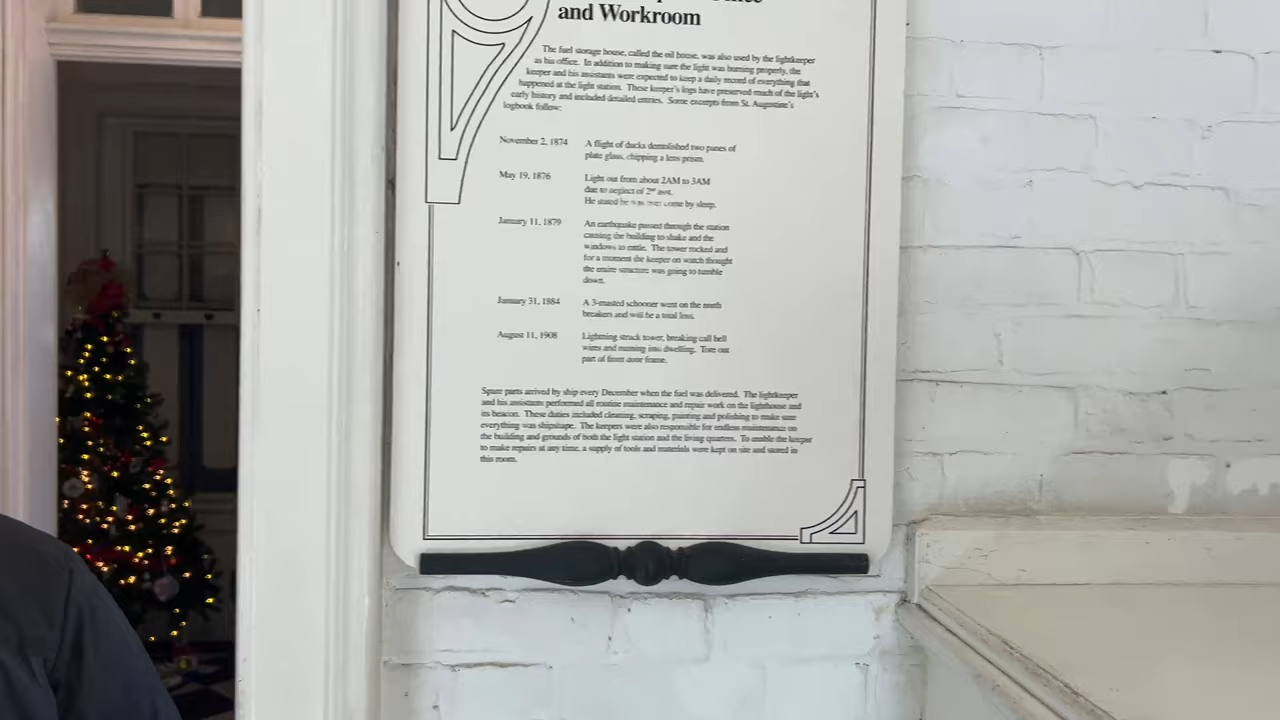 and Workroom
The fuel storage house, called the oil house, was also used by the lightkeeper
as his office. In addition to making sure the light was burning properly, the
keeper and his assistants were expected to keep a daily record of everything that
happened at the light station. These keeper's logs have preserved much of the light's
early history and included detailed entries. Some excerpts from St. Augustine's
logbook follow:
November 2, 1874 A flight of ducks demolished two panes of
plate glass, chipping a lens prism.
May 19, 1876 Light out from about 2AM to 3AM
due to neglect of 2nd asst.
He stated he was over come by sleep.
January 11, 1879 An earthquake passed through the station
causing the building to shake and the
windows to rattle. The tower rocked and
for a moment the keeper on watch thought
the entire structure was going to tumble
down.
January 31, 1884 A 3-masted schooner went on the north
breakers and will be a total loss.
August 11, 1908 Lightning struck tower, breaking call bell
wires and running into dwelling. Tore out
part of front door frame.
Spare parts arrived by ship every December when the fuel was delivered. The lightkeeper
and his assistants performed all routine maintenance and repair work on the lighthouse and
its beacon. These duties included cleaning, scraping, painting and polishing to make sure
everything was shipshape. The keepers were also responsible for endless maintenance on
the building and grounds of both the light station and the living quarters. To enable the keeper
to make repairs at any time, a supply of tools and materials were kept on site and stored in
this room.